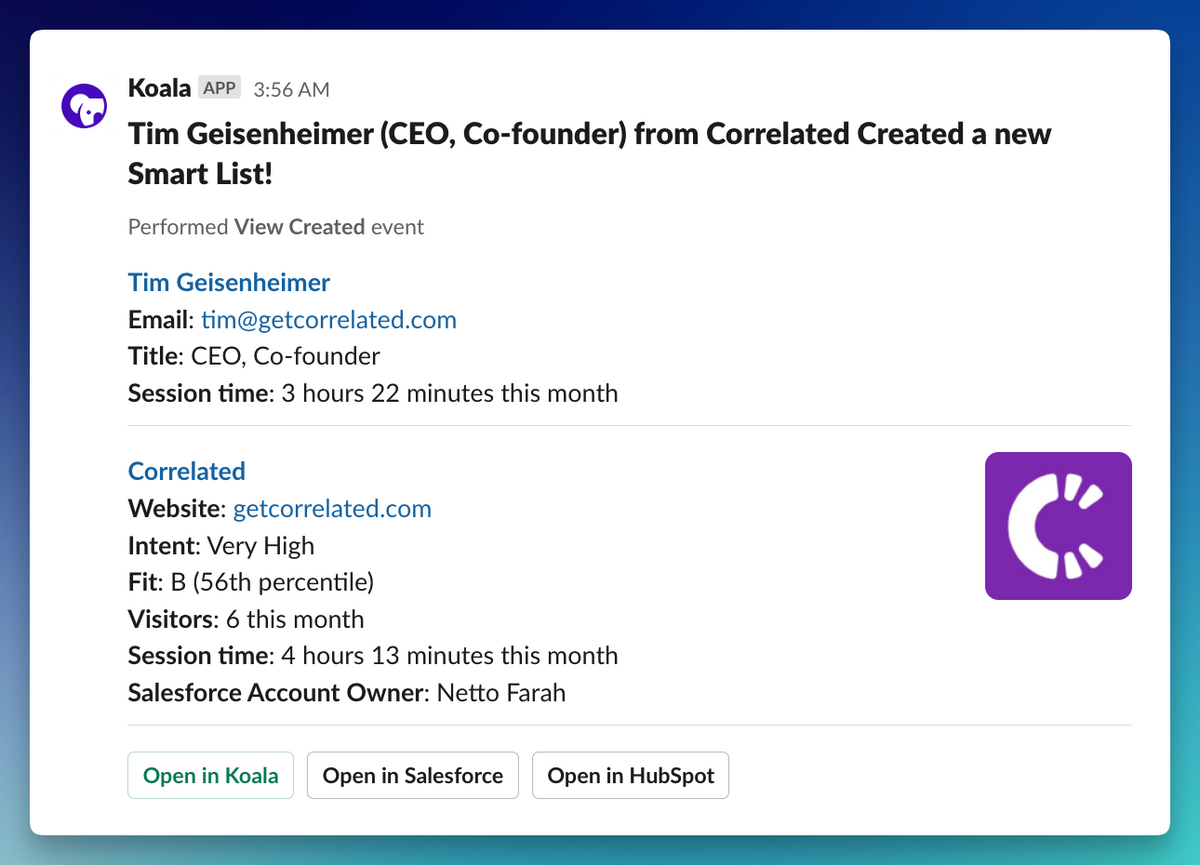 Koala APP 3:56 AM
Tim Geisenheimer (CEO, Co-founder) from Correlated Created a new
Smart List!
Performed View Created event
Tim Geisenheimer
Email: tim@getcorrelated.com
Title: CEO, Co-founder
Session time: 3 hours 22 minutes this month
Correlated
Website: getcorrelated.com
Intent: Very High
Fit: B (56th percentile)
Visitors: 6 this month
Session time: 4 hours 13 minutes this month
Salesforce Account Owner: Netto Farah
Open in Koala Open in Salesforce Open in HubSpot